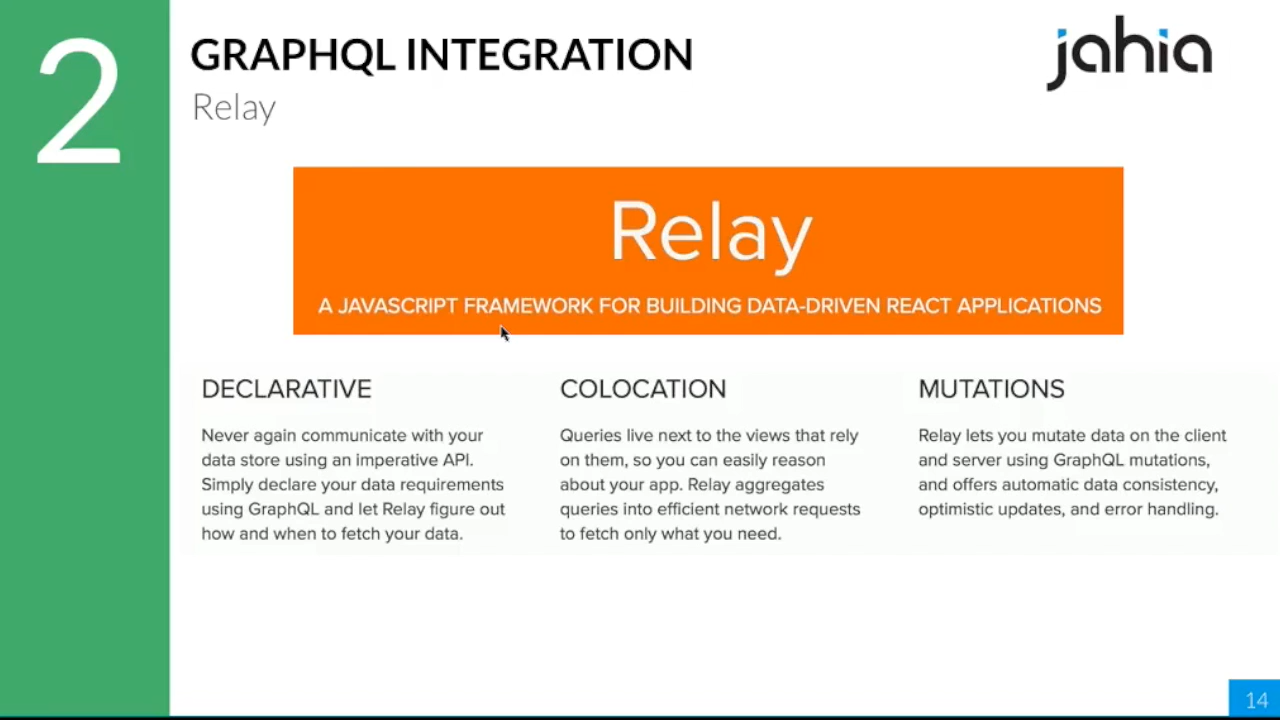 2
GRAPHQL INTEGRATION
Relay
jahia
Relay
A JAVASCRIPT FRAMEWORK FOR BUILDING DATA-DRIVEN REACT APPLICATIONS
DECLARATIVE
Never again communicate with your
data store using an imperative API.
Simply declare your data requirements
using GraphQL and let Relay figure out
how and when to fetch your data.
COLOCATION
Queries live next to the views that rely
on them, so you can easily reason
about your app. Relay aggregates
queries into efficient network requests
to fetch only what you need.
MUTATIONS
Relay lets you mutate data on the client
and server using GraphQL mutations,
and offers automatic data consistency,
optimistic updates, and error handling.
14